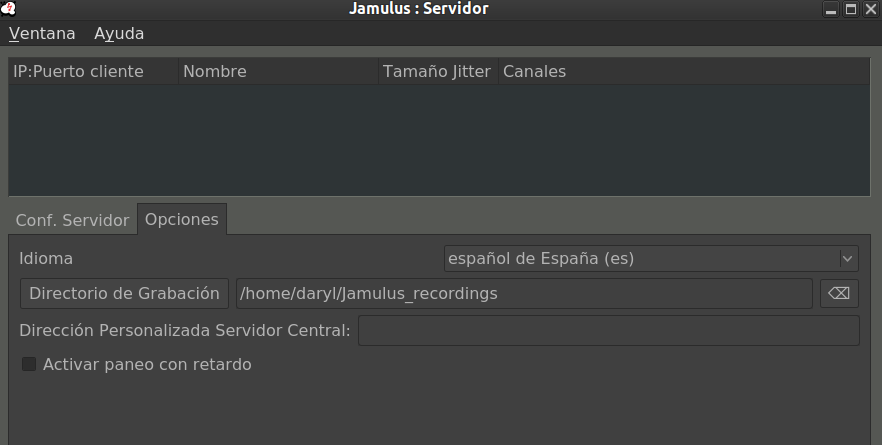 Jamulus : Servidor
Ventana Ayuda
IP:Puerto cliente Nombre Tamaño Jitter Canales
Conf. Servidor Opciones
Idioma español de España (es)
Directorio de Grabación /home/daryl/Jamulus_recordings
Dirección Personalizada Servidor Central:
Activar paneo con retardo